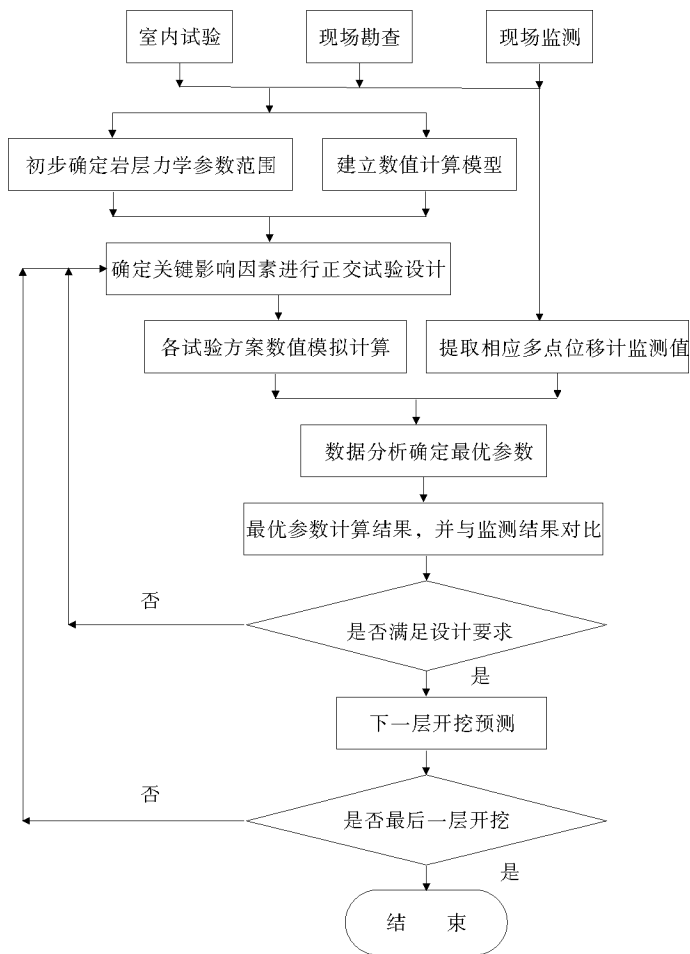 室内试验
现场勘查
现场监测
初步确定岩层力学参数范围
建立数值计算模型
确定关键影响因素进行正交试验设计
各试验方案数值模拟计算
提取相应多点位移计监测值
数据分析确定最优参数
最优参数计算结果，并与监测结果对比
否
是否满足设计要求
是
下一层开挖预测
否
是否最后一层开挖
是
结 束